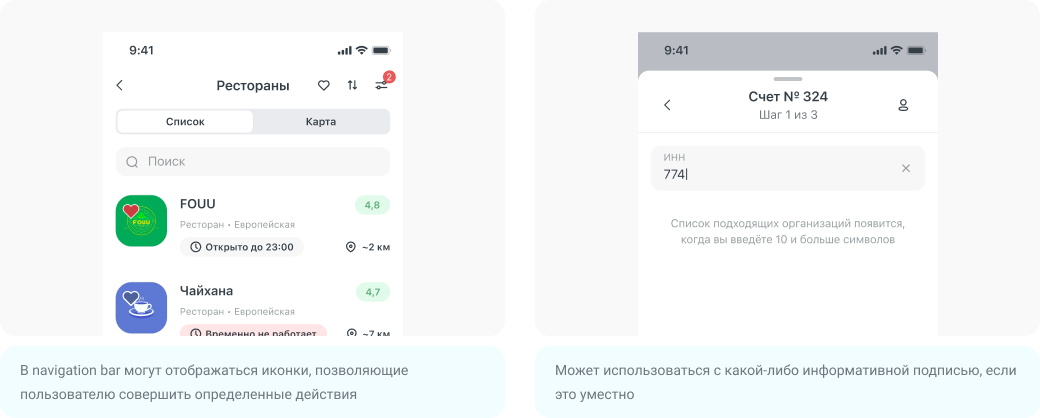 9:41
Рестораны
2
Список
Карта
Поиск
FOUU
FOUU
4,8
Ресторан • Европейская
Открыто до 23:00
~2 км
Чайхана
4,7
Ресторан • Европейская
Временно не работает
~7 км
В navigation bar могут отображаться иконки, позволяющие
пользователю совершить определенные действия
9:41
Счет № 324
Шаг 1 из 3
ИНН
774
Список подходящих организаций появится,
когда вы введёте 10 и больше символов
Может использоваться с какой-либо информативной подписью, если
это уместно